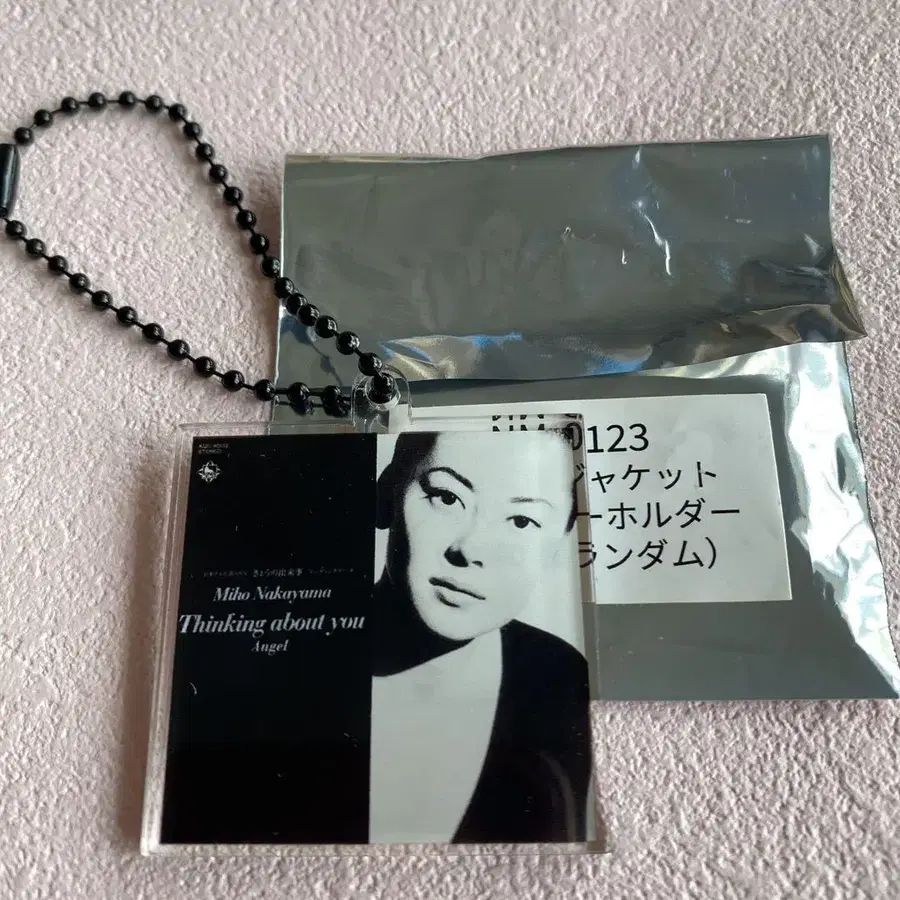 きょうの出来事
Miho Nakayama
Thinking about you
Angel
NM-0123
ジャケット
ーホルダー
ランダム）